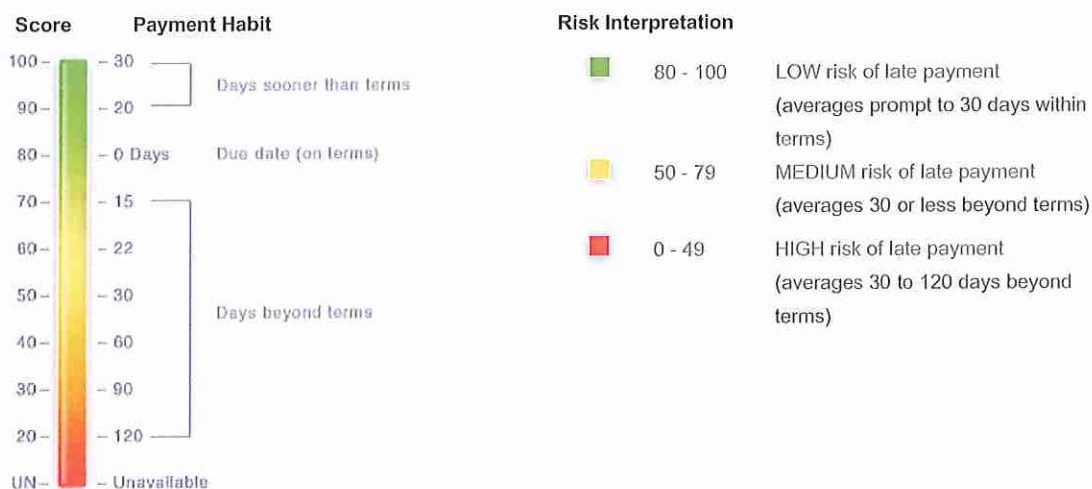 Score Payment Habit
100 30
Days sooner than terms
90 20
80 0 Days Due date (on terms)
70 15
60 22
50 30
Days beyond terms
40 60
30 90
20 120
UN Unavailable
Risk Interpretation
80 - 100 LOW risk of late payment
(averages prompt to 30 days within
terms)
50 - 79 MEDIUM risk of late payment
(averages 30 or less beyond terms)
0 - 49 HIGH risk of late payment
(averages 30 to 120 days beyond
terms)